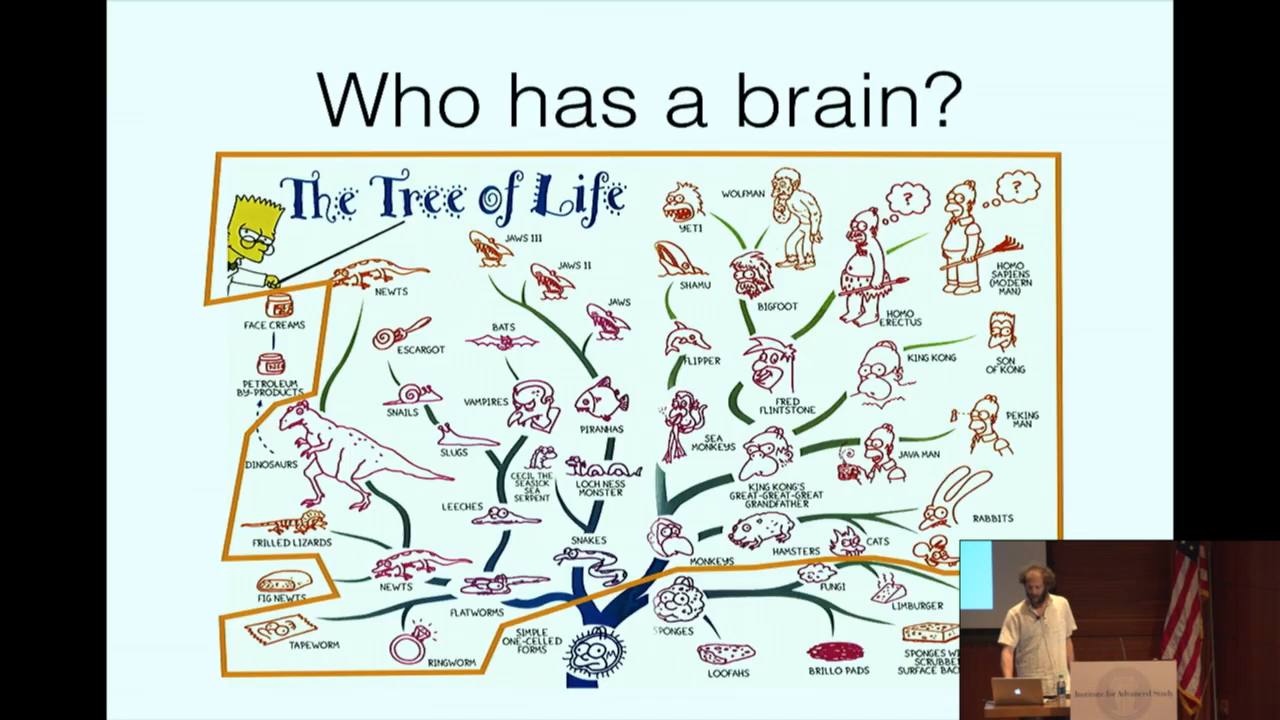 Who has a brain?
The Tree of Life
WOLFMAN
?
?
YETI
JAWS III
JAWS II
SHAMU
HOMO
SAPIENS
(MODERN
MAN)
NEWTS
BIGFOOT
JAWS
HOMO
ERECTUS
FACE CREAMS
ESCARGOT
BATS
FLIPPER
KING KONG
SON
OF KONG
PETROLEUM
BY-PRODUCTS
SNAILS
VAMPIRES
FRED
FLINTSTONE
PIRANHAS
PEKING
MAN
SEA
MONKEYS
SLUGS
JAVA MAN
DINOSAURS
CECIL THE
SEASICK
SEA
SERPENT
LOCH NESS
MONSTER
KING KONG'S
GREAT-GREAT-GREAT
GRANDFATHER
LEECHES
RABBITS
FRILLED LIZARDS
SNAKES
HAMSTERS
CATS
MONKEYS
NEWTS
FIG NEWTS
FLATWORMS
FUNGI
LIMBURGER
SPONGES
TAPEWORM
SIMPLE
ONE-CELLED
FORMS
RINGWORM
LOOFAHS
BRILLO PADS
SPONGES WI
SCRUBBE
SURFACE BAC
Institute for Advanced Study